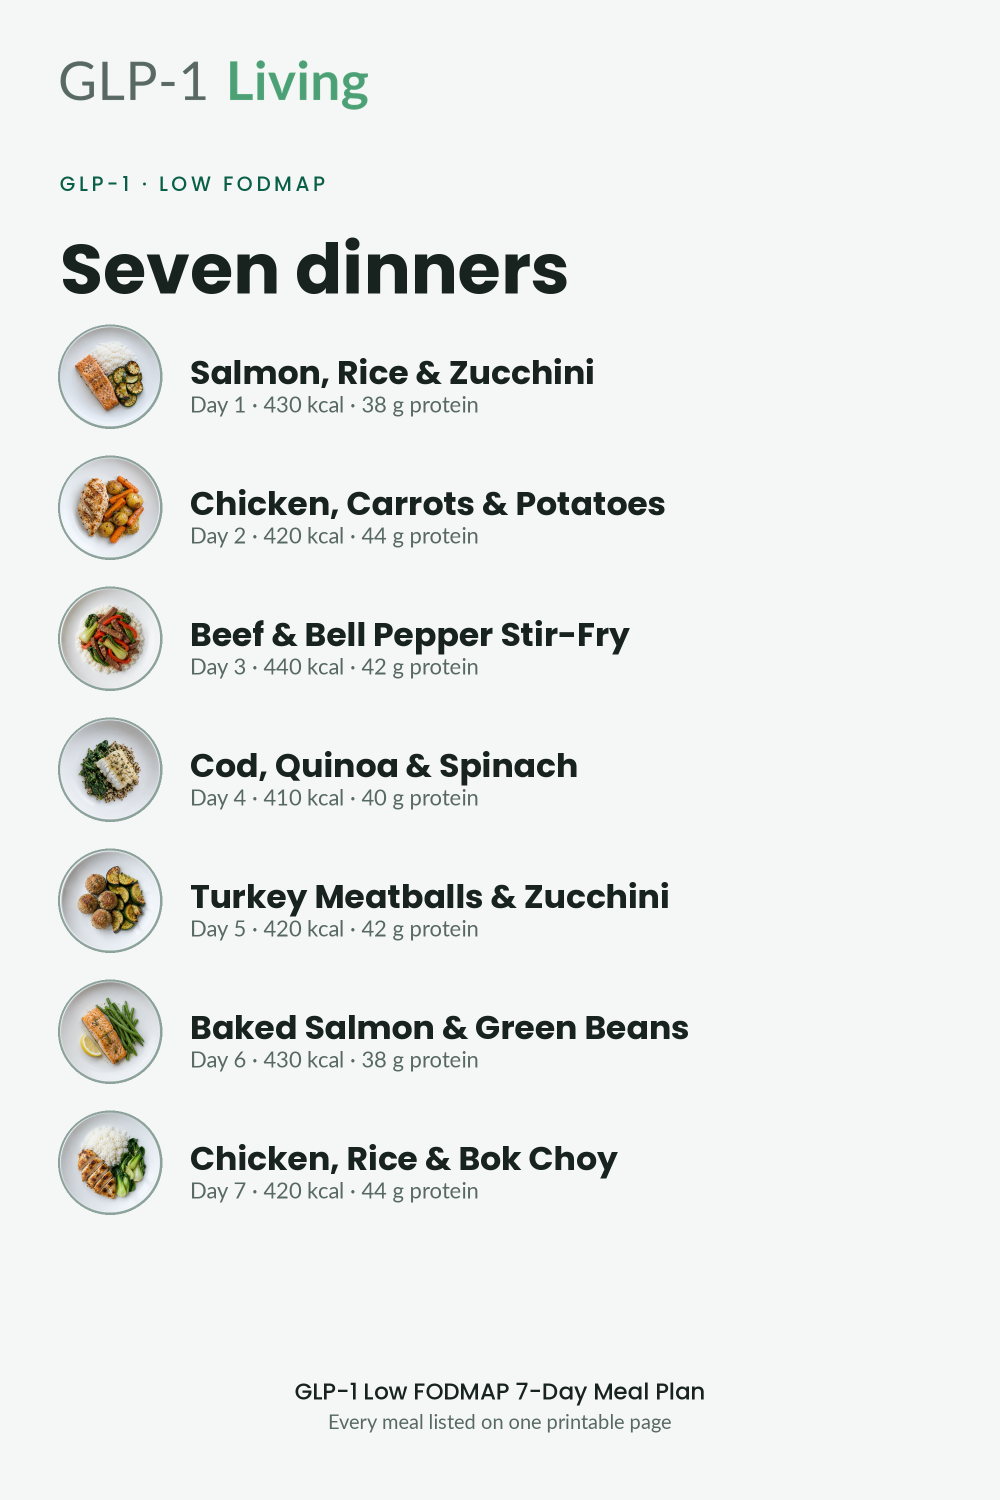 GLP-1 Living
GLP-1 · LOW FODMAP
Seven dinners
Salmon, Rice & Zucchini
Day 1 · 430 kcal · 38 g protein
Chicken, Carrots & Potatoes
Day 2 · 420 kcal · 44 g protein
Beef & Bell Pepper Stir-Fry
Day 3 · 440 kcal · 42 g protein
Cod, Quinoa & Spinach
Day 4 · 410 kcal · 40 g protein
Turkey Meatballs & Zucchini
Day 5 · 420 kcal · 42 g protein
Baked Salmon & Green Beans
Day 6 · 430 kcal · 38 g protein
Chicken, Rice & Bok Choy
Day 7 · 420 kcal · 44 g protein
GLP-1 Low FODMAP 7-Day Meal Plan
Every meal listed on one printable page